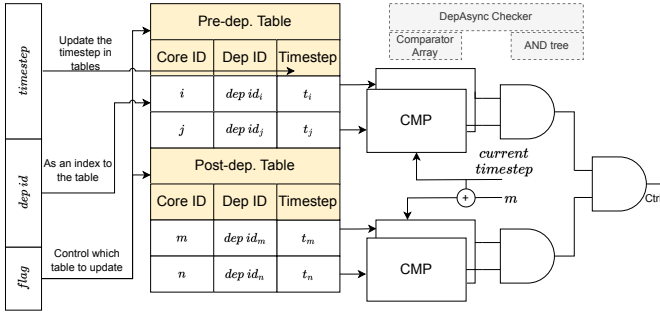 timestep
dep id
flag
Update the
timestep in
tables
As an index to
the table
Control which
table to update
Pre-dep. Table
Core ID Dep ID Timestep
i dep id_i t_i
j dep id_j t_j
Post-dep. Table
Core ID Dep ID Timestep
m dep id_m t_m
n dep id_n t_n
DepAsync Checker
Comparator
Array
AND tree
CMP
current
timestep
+ m
CMP
Ctrl